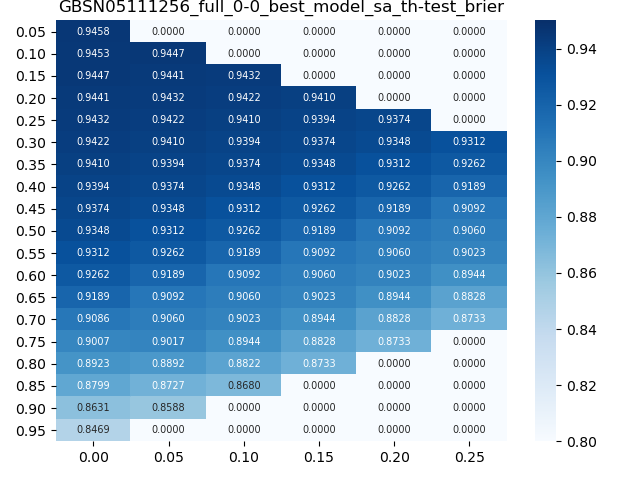 GBSN05111256_full_0-0_best_model_sa_th-test_brier
0.05 0.9458 0.0000 0.0000 0.0000 0.0000 0.0000
0.10 0.9453 0.9447 0.0000 0.0000 0.0000 0.0000
0.15 0.9447 0.9441 0.9432 0.0000 0.0000 0.0000
0.20 0.9441 0.9432 0.9422 0.9410 0.0000 0.0000
0.25 0.9432 0.9422 0.9410 0.9394 0.9374 0.0000
0.30 0.9422 0.9410 0.9394 0.9374 0.9348 0.9312
0.35 0.9410 0.9394 0.9374 0.9348 0.9312 0.9262
0.40 0.9394 0.9374 0.9348 0.9312 0.9262 0.9189
0.45 0.9374 0.9348 0.9312 0.9262 0.9189 0.9092
0.50 0.9348 0.9312 0.9262 0.9189 0.9092 0.9060
0.55 0.9312 0.9262 0.9189 0.9092 0.9060 0.9023
0.60 0.9262 0.9189 0.9092 0.9060 0.9023 0.8944
0.65 0.9189 0.9092 0.9060 0.9023 0.8944 0.8828
0.70 0.9086 0.9060 0.9023 0.8944 0.8828 0.8733
0.75 0.9007 0.9017 0.8944 0.8828 0.8733 0.0000
0.80 0.8923 0.8892 0.8822 0.8733 0.0000 0.0000
0.85 0.8799 0.8727 0.8680 0.0000 0.0000 0.0000
0.90 0.8631 0.8588 0.0000 0.0000 0.0000 0.0000
0.95 0.8469 0.0000 0.0000 0.0000 0.0000 0.0000
0.00 0.05 0.10 0.15 0.20 0.25
0.94
0.92
0.90
0.88
0.86
0.84
0.82
0.80